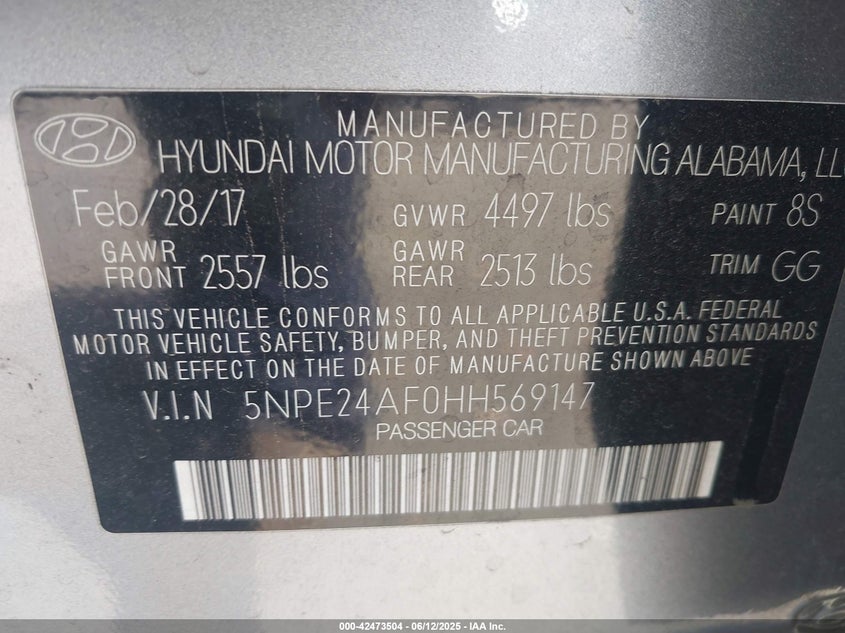 MANUFACTURED BY
HYUNDAI MOTOR MANUFACTURING ALABAMA, LLC
Feb/28/17 GVWR 4497 lbs PAINT 8S
GAWR FRONT 2557 lbs GAWR REAR 2513 lbs TRIM GG
THIS VEHICLE CONFORMS TO ALL APPLICABLE U.S.A. FEDERAL
MOTOR VEHICLE SAFETY, BUMPER, AND THEFT PREVENTION STANDARDS
IN EFFECT ON THE DATE OF MANUFACTURE SHOWN ABOVE
V.I.N 5NPE24AF0HH569147
PASSENGER CAR
000-42473504 - 06/12/2025 - IAA Inc.